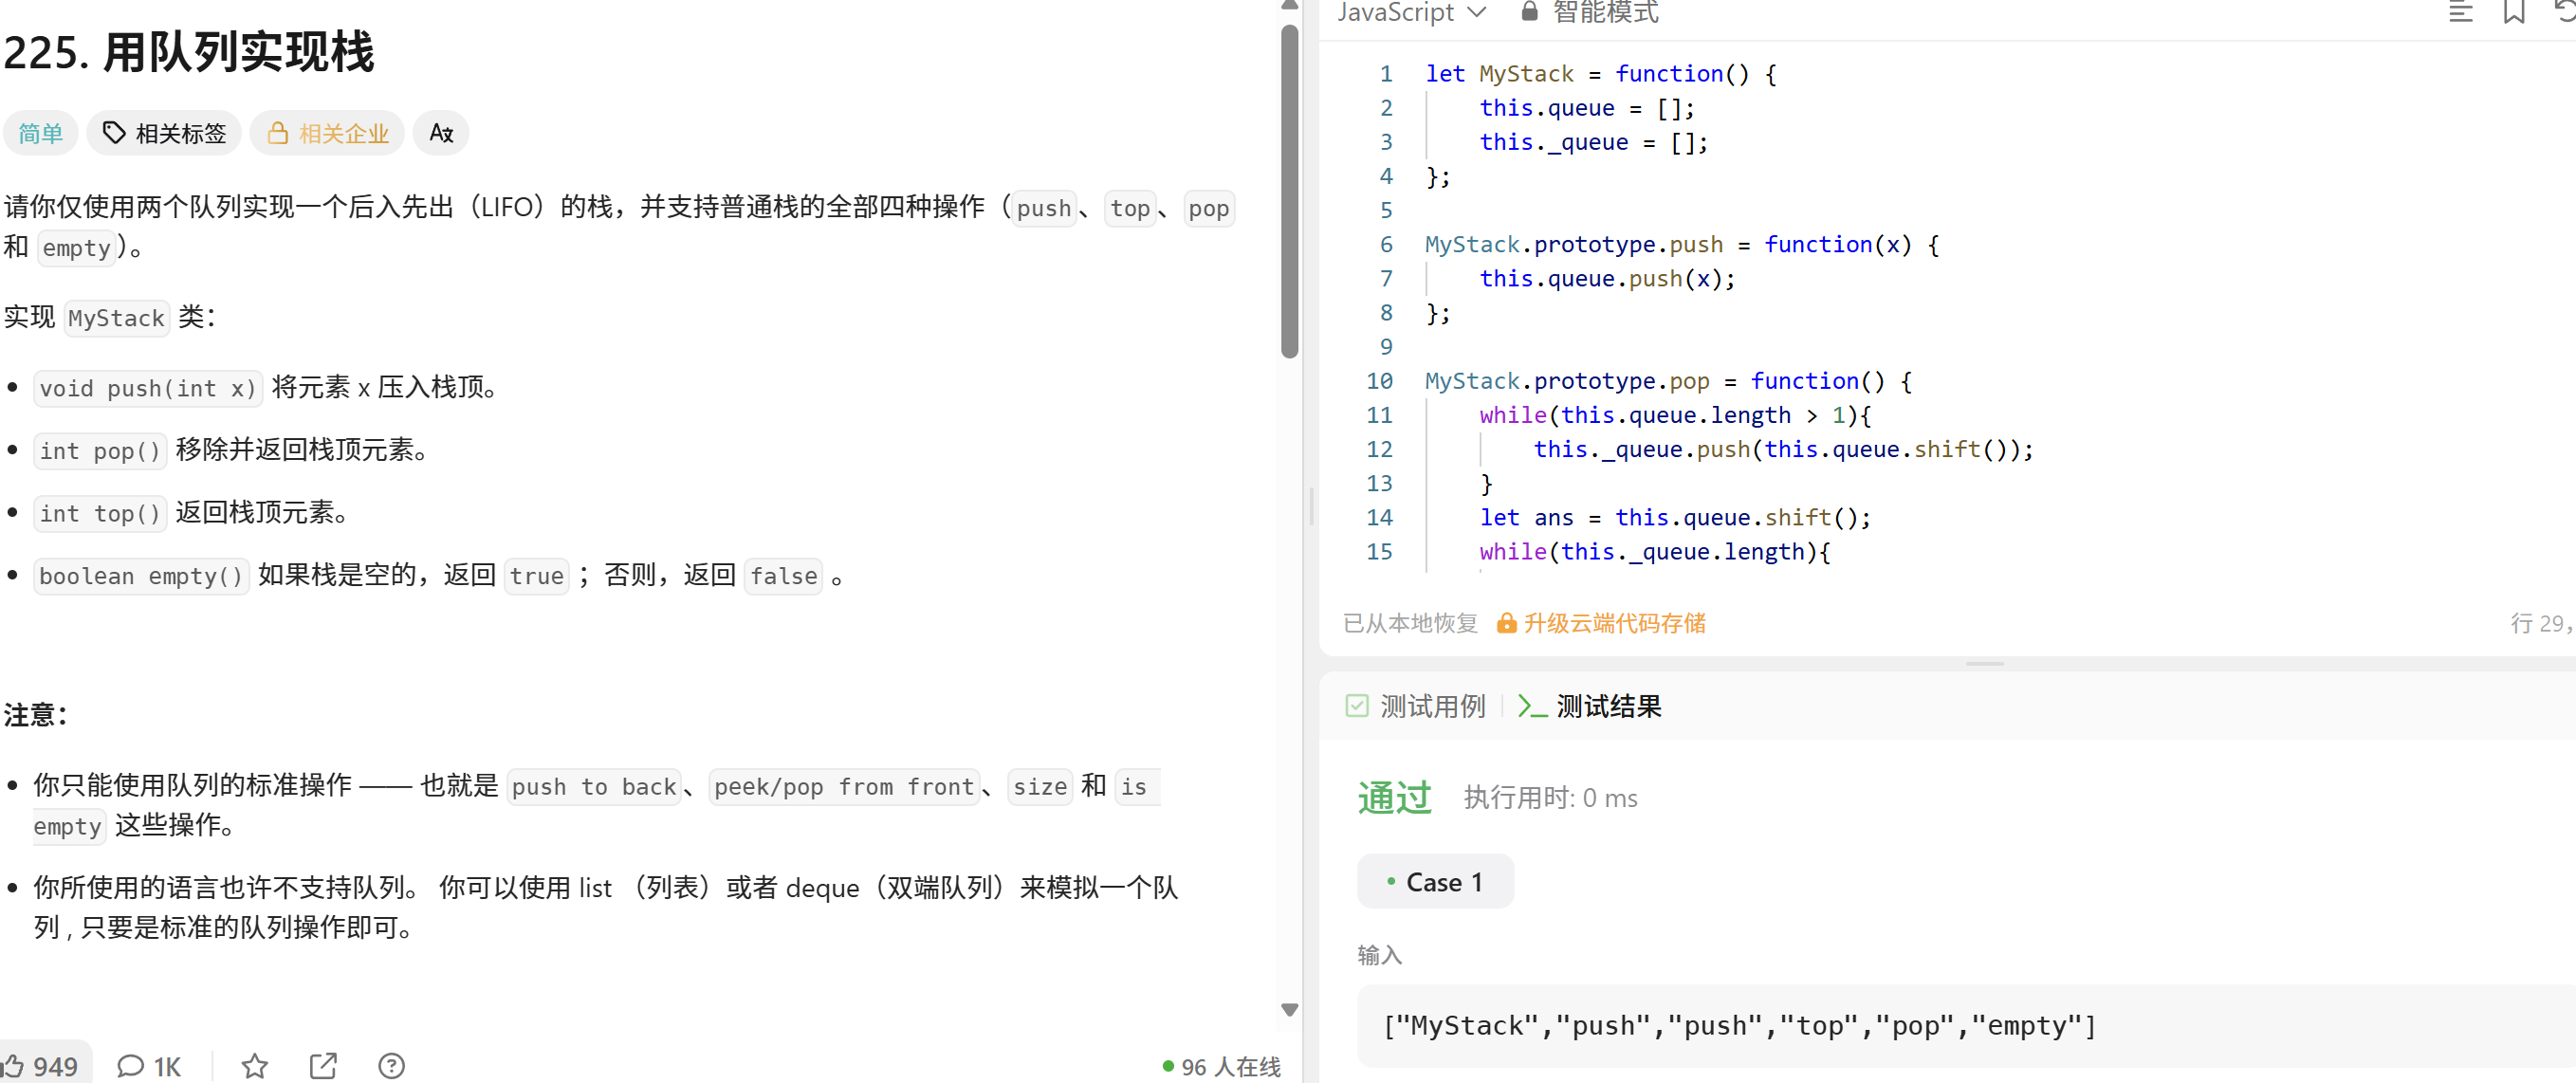 225. 用队列实现栈
简单 相关标签 相关企业
请你仅使用两个队列实现一个后入先出（LIFO）的栈，并支持普通栈的全部四种操作（push、top、pop
和 empty）。
实现 MyStack 类：
• void push(int x) 将元素 x 压入栈顶。
• int pop() 移除并返回栈顶元素。
• int top() 返回栈顶元素。
• boolean empty() 如果栈是空的，返回 true ；否则，返回 false 。
注意：
• 你只能使用队列的标准操作 —— 也就是 push to back、peek/pop from front、size 和 is
empty 这些操作。
• 你所使用的语言也许不支持队列。 你可以使用 list （列表）或者 deque（双端队列）来模拟一个队
列 , 只要是标准的队列操作即可。
949 1K 96 人在线
JavaScript 智能模式
1 let MyStack = function() {
2 this.queue = [];
3 this._queue = [];
4 };
5
6 MyStack.prototype.push = function(x) {
7 this.queue.push(x);
8 };
9
10 MyStack.prototype.pop = function() {
11 while(this.queue.length > 1){
12 this._queue.push(this.queue.shift());
13 }
14 let ans = this.queue.shift();
15 while(this._queue.length){
已从本地恢复 升级云端代码存储 行 29,
测试用例 测试结果
通过 执行用时: 0 ms
• Case 1
输入
["MyStack","push","push","top","pop","empty"]